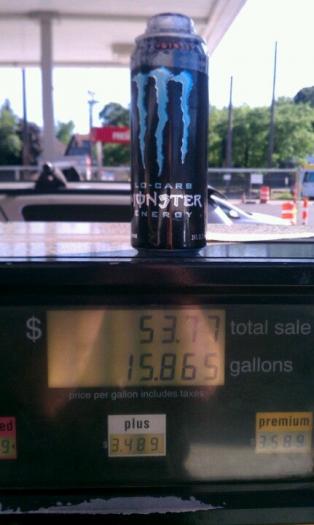 LO-CARB
MONSTER
ENERGY
$ 53.77 total sale
15.865 gallons
price per gallon includes taxes
plus
premium
3.489
3.589